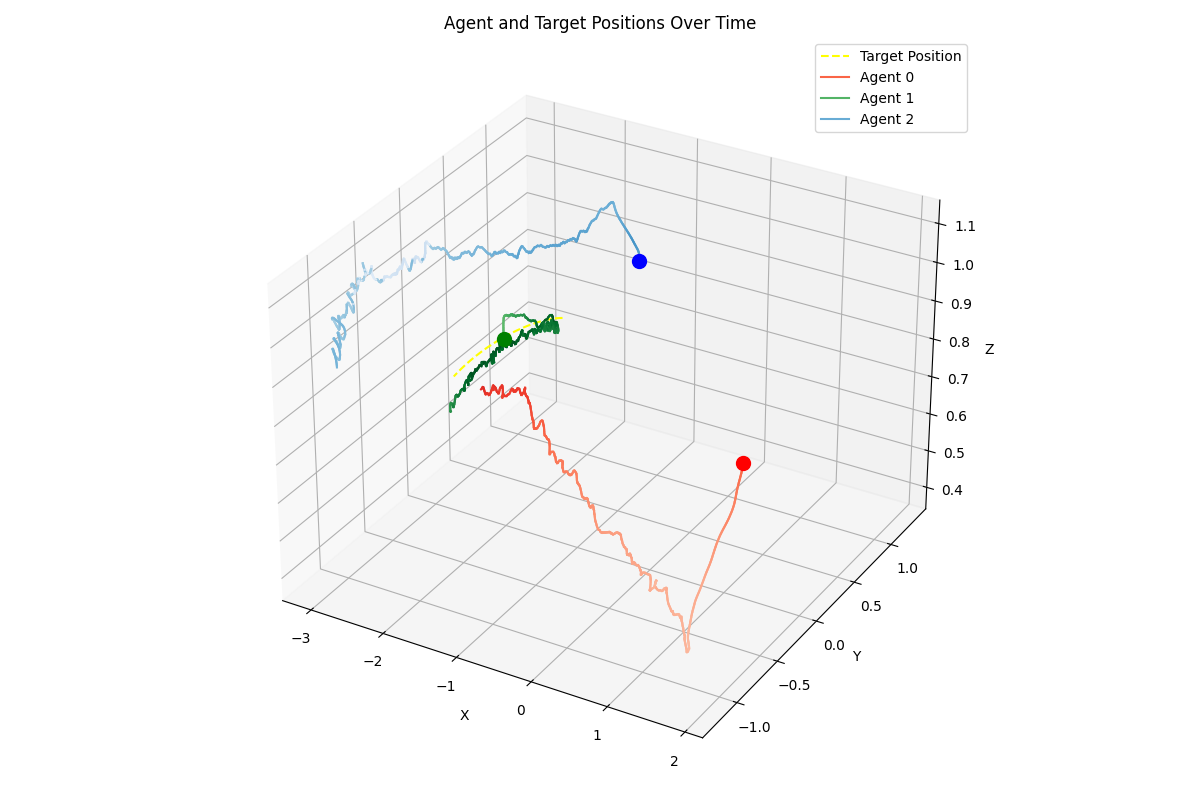 Agent and Target Positions Over Time
Target Position
Agent 0
Agent 1
Agent 2
1.1
1.0
0.9
0.8
Z
0.7
0.6
0.5
0.4
1.0
0.5
0.0
Y
−0.5
−1.0
−3
−2
−1
X
0
1
2